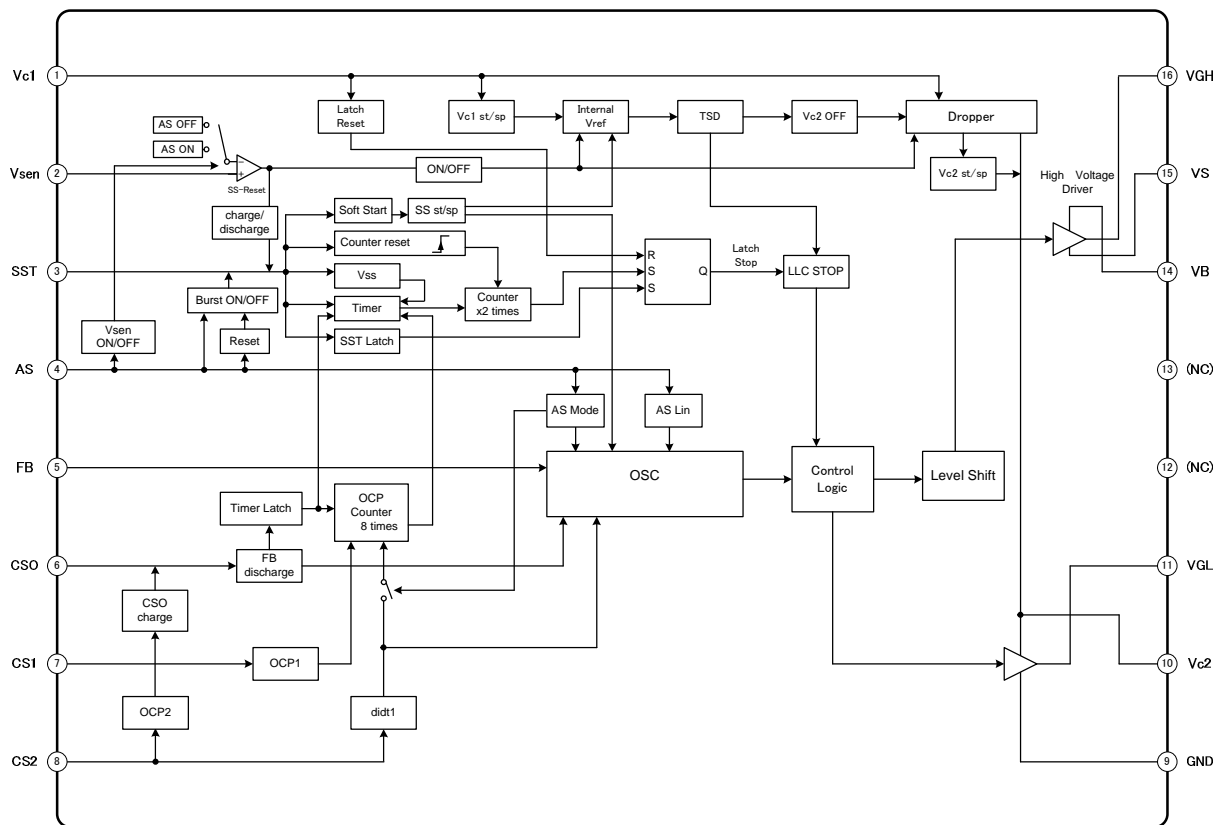 Vc1
1
Vsen
2
SST
3
AS
4
FB
5
CSO
6
CS1
7
CS2
8
16
VGH
15
VS
14
VB
13
(NC)
12
(NC)
11
VGL
10
Vc2
9
GND
Latch
Reset
Vc1 st/sp
Internal
Vref
TSD
Vc2 OFF
Dropper
AS OFF
AS ON
−
+
SS-Reset
ON/OFF
Vc2 st/sp
High Voltage
Driver
charge/
discharge
Soft Start
SS st/sp
Counter reset
Vss
Timer
Counter
x2 times
SST Latch
R
S
S
Q
Latch
Stop
LLC STOP
Burst ON/OFF
Vsen
ON/OFF
Reset
AS Mode
AS Lin
OSC
Control
Logic
Level Shift
Timer Latch
OCP
Counter
8 times
FB
discharge
CSO
charge
OCP1
OCP2
didt1